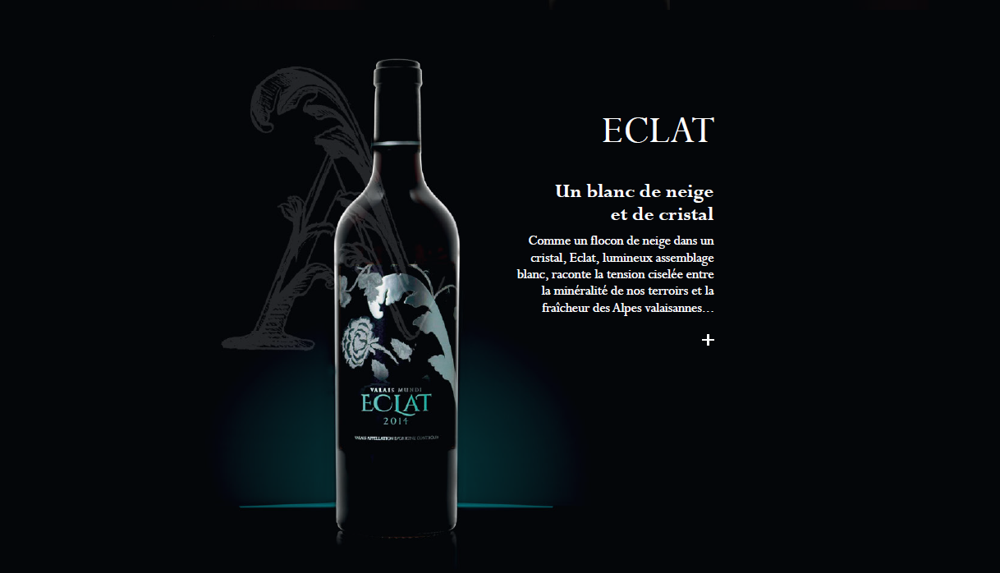 ECLAT
Un blanc de neige
et de cristal
Comme un flocon de neige dans un
cristal, Eclat, lumineux assemblage
blanc, raconte la tension ciselée entre
la minéralité de nos terroirs et la
fraîcheur des Alpes valaisannes...
+
VALAIS MUNDI
ECLAT
2014
VALAIS APPELLATION D'ORIGINE CONTRÔLÉE